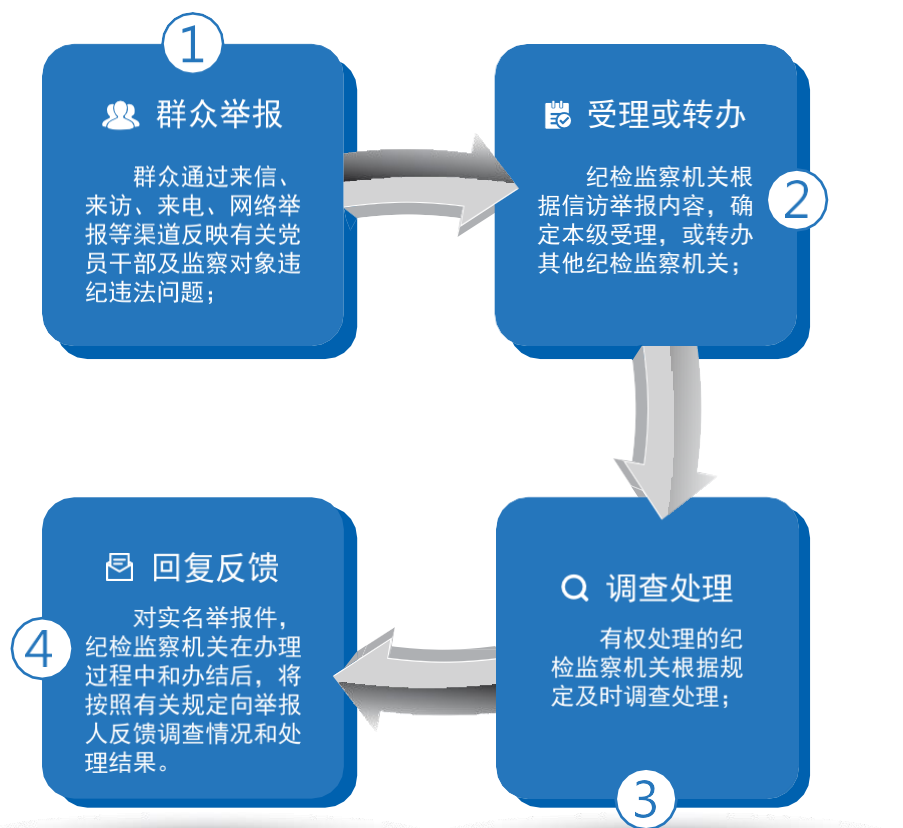 1
群众举报
群众通过来信、
来访、来电、网络举
报等渠道反映有关党
员干部及监察对象违
纪违法问题；
2
受理或转办
纪检监察机关根
据信访举报内容，确
定本级受理，或转办
其他纪检监察机关；
3
调查处理
有权处理的纪
检监察机关根据规
定及时调查处理；
4
回复反馈
对实名举报件，
纪检监察机关在办理
过程中和办结后，将
按照有关规定向举报
人反馈调查情况和处
理结果。